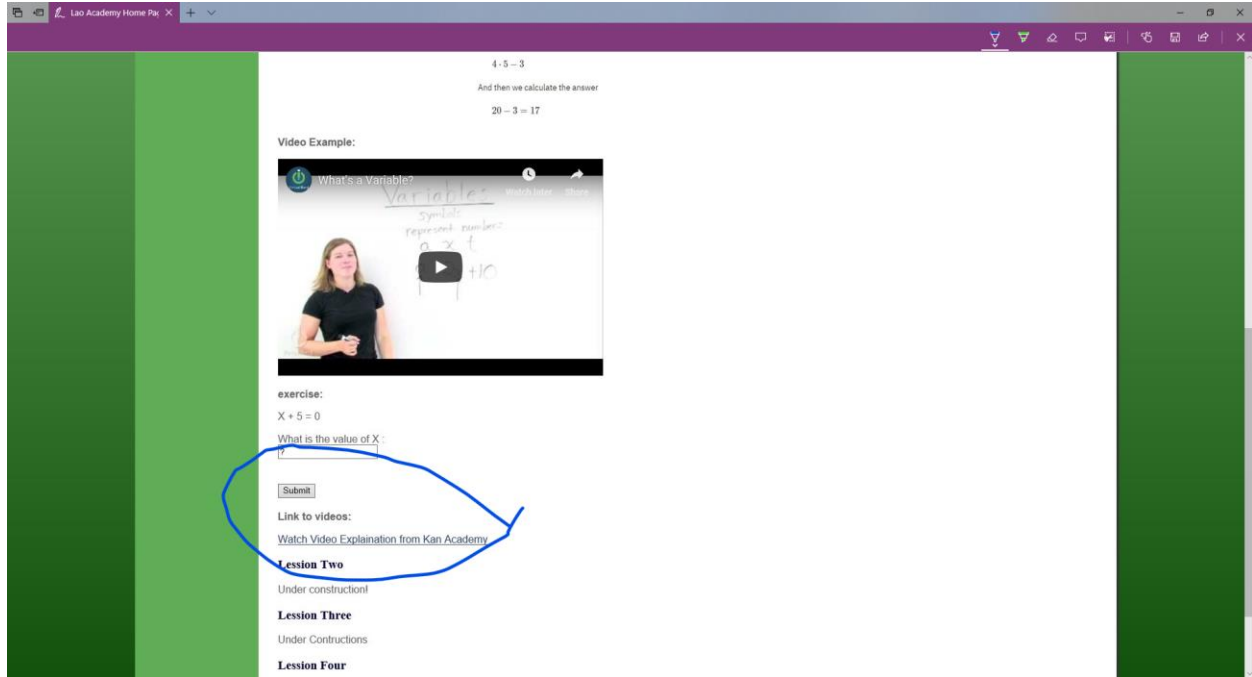 Lao Academy Home Pag
4 · 5 − 3
And then we calculate the answer
20 − 3 = 17
Video Example:
What's a Variable?
Watch later
Share
Variables
symbols
represent numbers
a x t
+10
exercise:
X + 5 = 0
What is the value of X :
?
Submit
Link to videos:
Watch Video Explaination from Kan Academy
Lession Two
Under construction!
Lession Three
Under Contructions
Lession Four